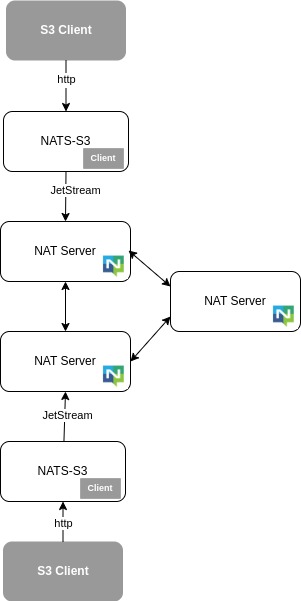 S3 Client
http
NATS-S3
Client
JetStream
NAT Server
NAT Server
NAT Server
JetStream
NATS-S3
Client
http
S3 Client